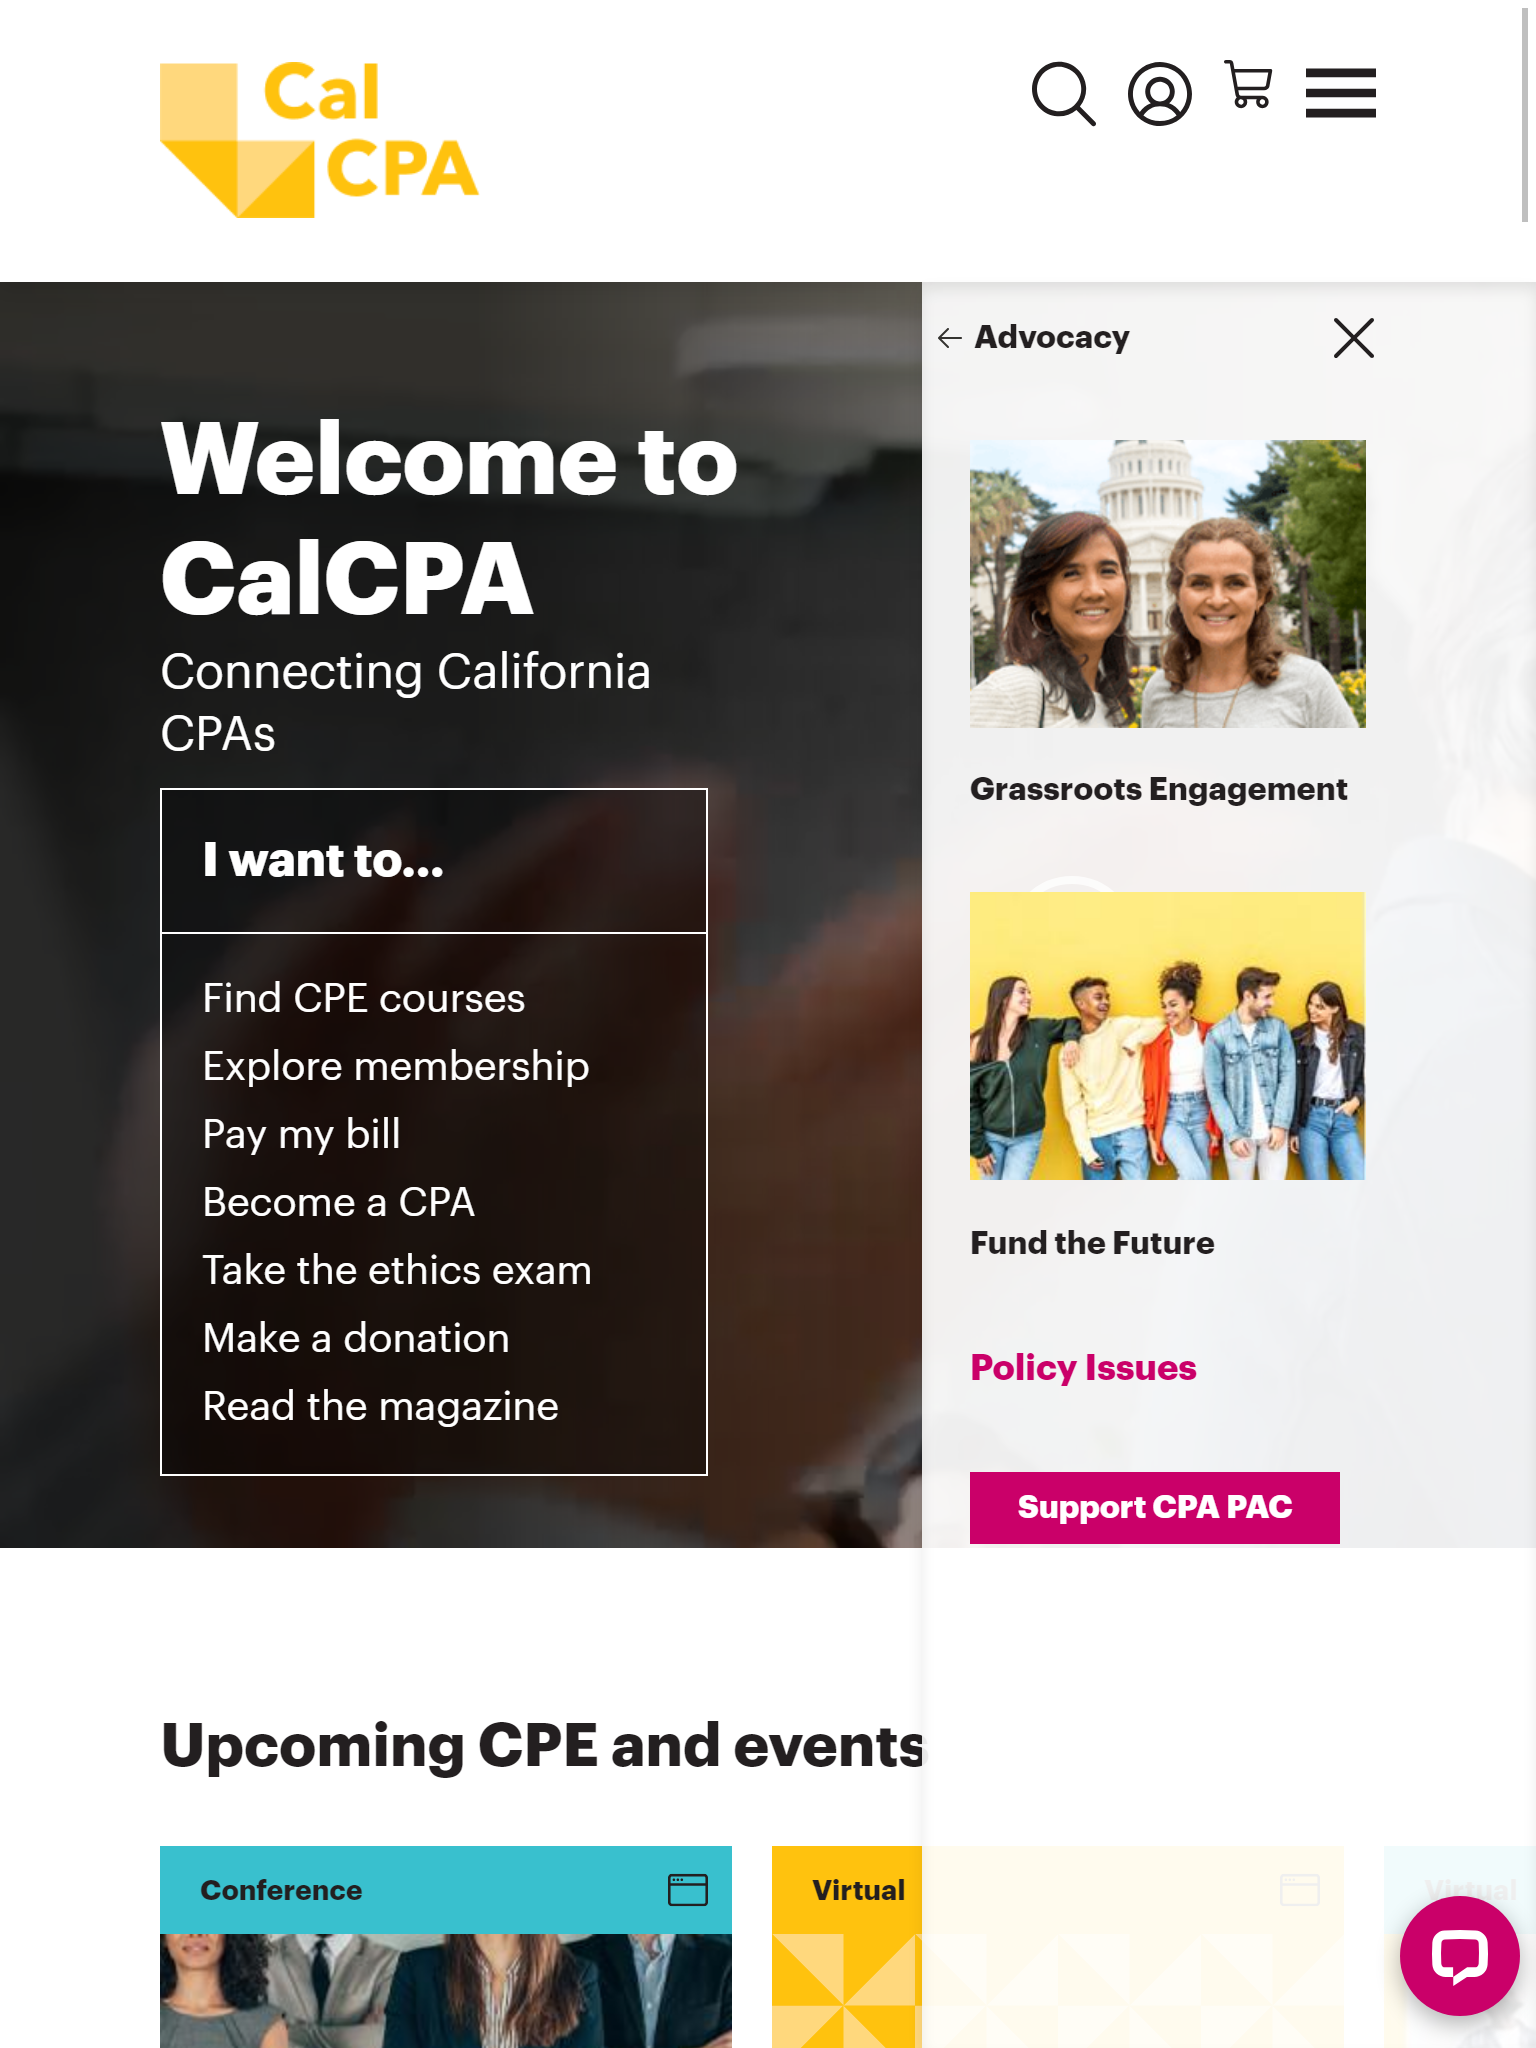 Cal
CPA
Advocacy
Welcome to
CalCPA
Connecting California
CPAs
I want to...
Find CPE courses
Explore membership
Pay my bill
Become a CPA
Take the ethics exam
Make a donation
Read the magazine
Grassroots Engagement
Fund the Future
Policy Issues
Support CPA PAC
Upcoming CPE and events
Conference
Virtual
Virtual